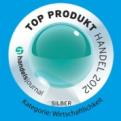 TOP PRODUKT HANDEL 2012
handelsjournal
SILBER
Kategorie: Wirtschaftlichkeit